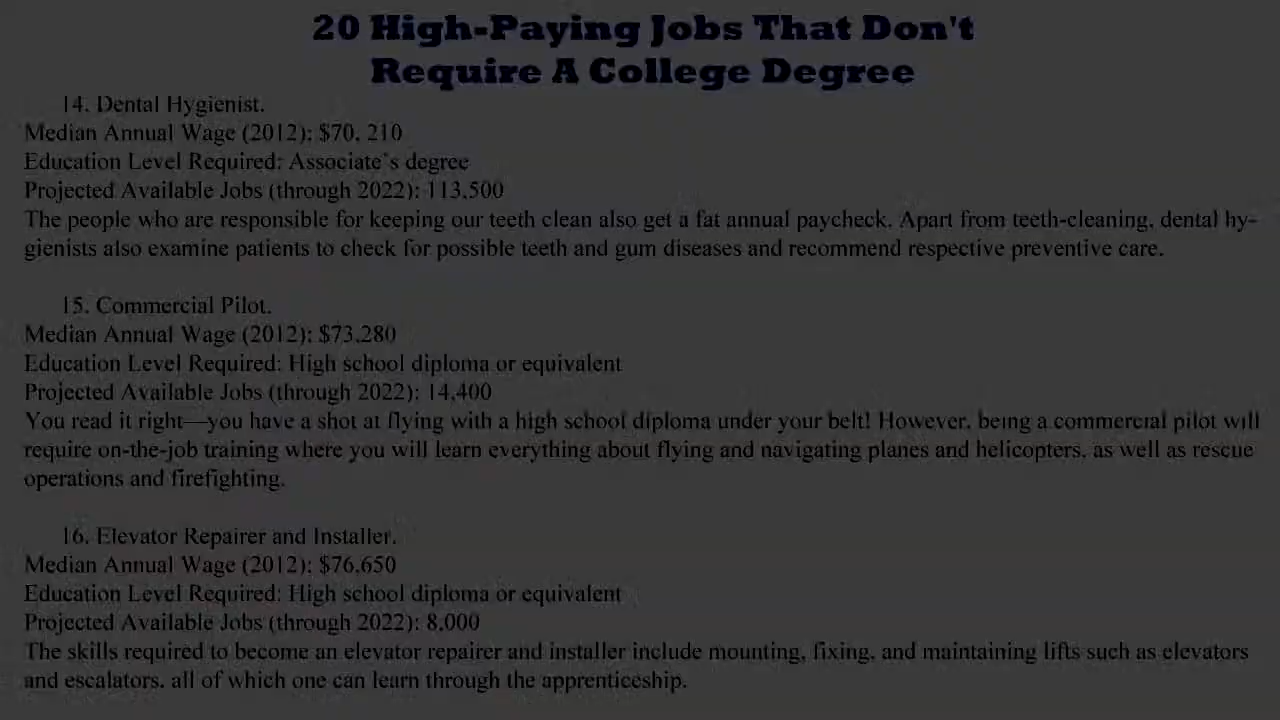 20 High-Paying Jobs That Don't
Require A College Degree
14. Dental Hygienist.
Median Annual Wage (2012): $70, 210
Education Level Required: Associate's degree
Projected Available Jobs (through 2022): 113,500
The people who are responsible for keeping our teeth clean also get a fat annual paycheck. Apart from teeth-cleaning, dental hy-
gienists also examine patients to check for possible teeth and gum diseases and recommend respective preventive care.
15. Commercial Pilot.
Median Annual Wage (2012): $73,280
Education Level Required: High school diploma or equivalent
Projected Available Jobs (through 2022): 14,400
You read it right—you have a shot at flying with a high school diploma under your belt! However, being a commercial pilot will
require on-the-job training where you will learn everything about flying and navigating planes and helicopters, as well as rescue
operations and firefighting.
16. Elevator Repairer and Installer.
Median Annual Wage (2012): $76,650
Education Level Required: High school diploma or equivalent
Projected Available Jobs (through 2022): 8,000
The skills required to become an elevator repairer and installer include mounting, fixing, and maintaining lifts such as elevators
and escalators, all of which one can learn through the apprenticeship.